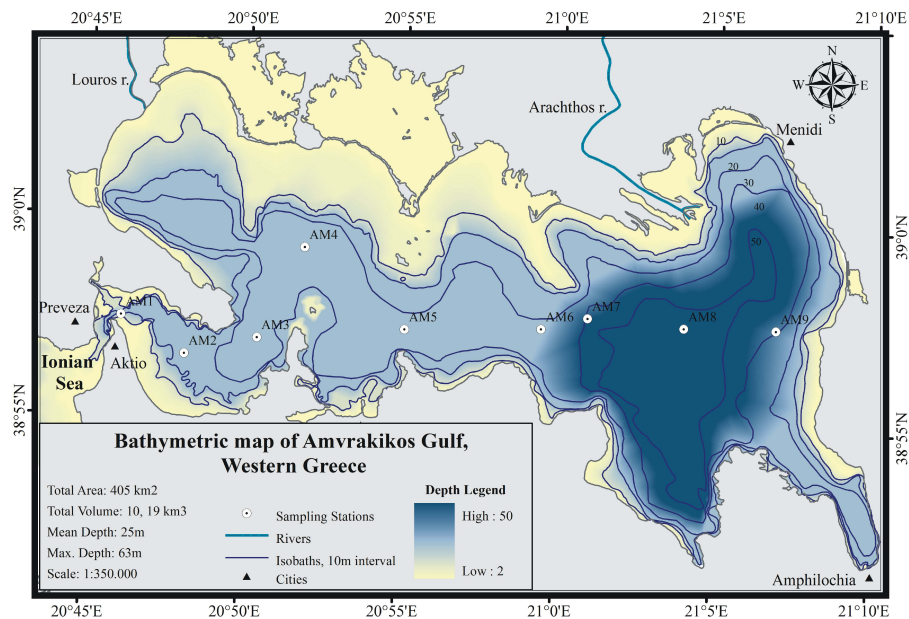 20°45'E 20°50'E 20°55'E 21°0'E 21°5'E 21°10'E
Louros r.
Arachthos r.
N
W E
S
Menidi
10
20
30
40
50
39°0'N
39°0'N
AM4
AM1
AM7
Preveza
AM3
AM5
AM6
AM8
AM9
AM2
Aktio
Ionian
Sea
38°55'N
38°55'N
Bathymetric map of Amvrakikos Gulf,
Western Greece
Total Area: 405 km2
Total Volume: 10, 19 km3
Mean Depth: 25m
Max. Depth: 63m
Scale: 1:350.000
Sampling Stations
Rivers
Isobaths, 10m interval
Cities
Depth Legend
High : 50
Low : 2
Amphilochia
20°45'E 20°50'E 20°55'E 21°0'E 21°5'E 21°10'E